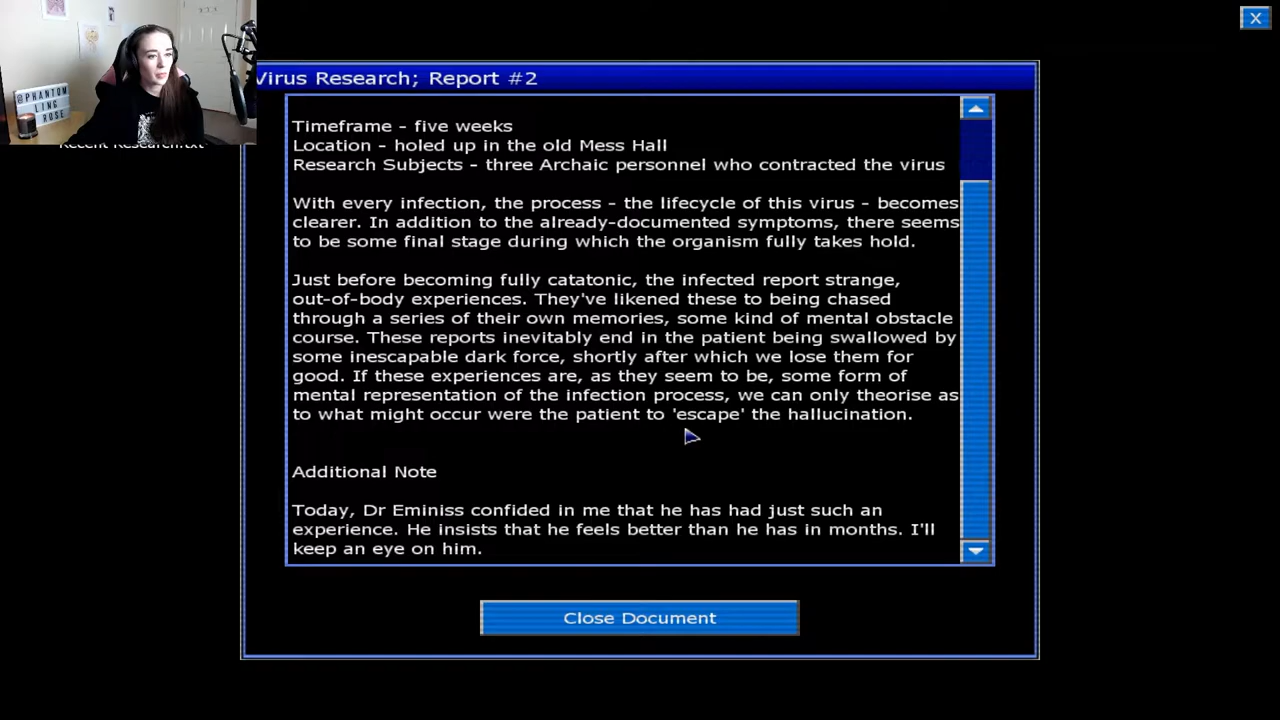 X
@PHANTOM
LING
ROSE
Virus Research; Report #2
Recent Research.txt
Timeframe - five weeks
Location - holed up in the old Mess Hall
Research Subjects - three Archaic personnel who contracted the virus
With every infection, the process - the lifecycle of this virus - becomes
clearer. In addition to the already-documented symptoms, there seems
to be some final stage during which the organism fully takes hold.
Just before becoming fully catatonic, the infected report strange,
out-of-body experiences. They've likened these to being chased
through a series of their own memories, some kind of mental obstacle
course. These reports inevitably end in the patient being swallowed by
some inescapable dark force, shortly after which we lose them for
good. If these experiences are, as they seem to be, some form of
mental representation of the infection process, we can only theorise as
to what might occur were the patient to 'escape' the hallucination.
Additional Note
Today, Dr Eminiss confided in me that he has had just such an
experience. He insists that he feels better than he has in months. I'll
keep an eye on him.
Close Document